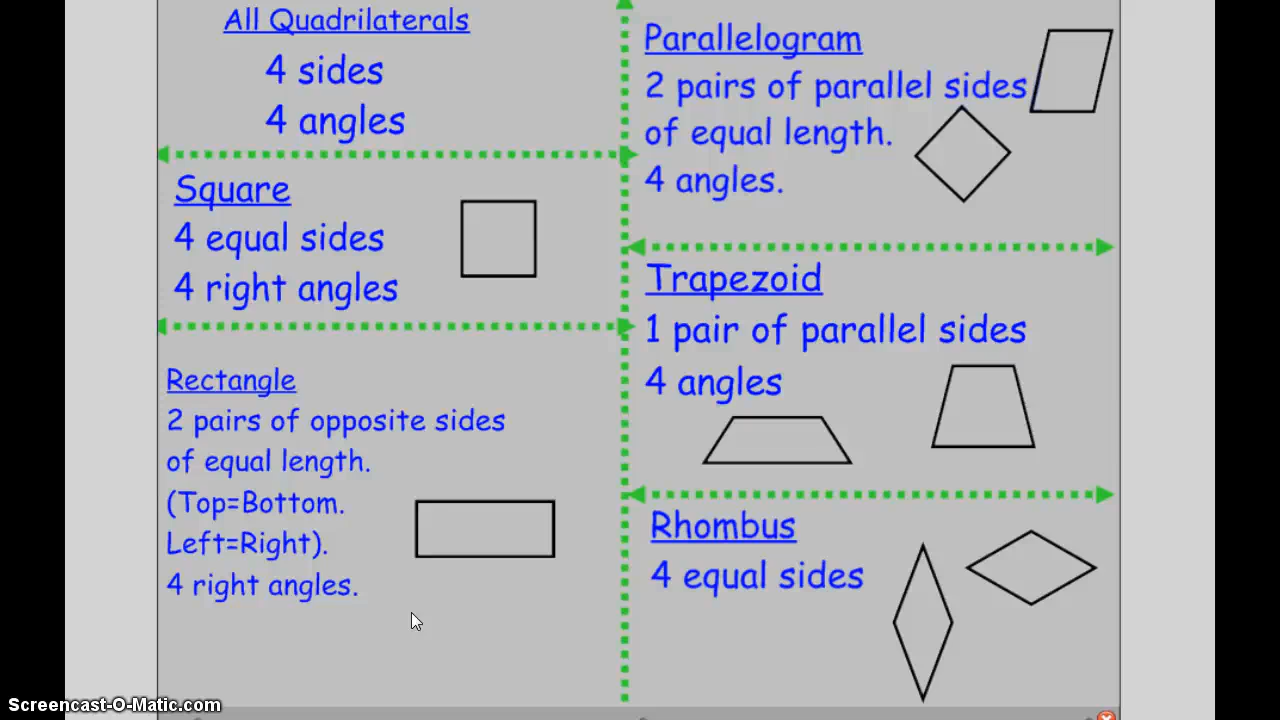 All Quadrilaterals
4 sides
4 angles
Square
4 equal sides
4 right angles
Rectangle
2 pairs of opposite sides
of equal length.
(Top=Bottom.
Left=Right).
4 right angles.
Parallelogram
2 pairs of parallel sides
of equal length.
4 angles.
Trapezoid
1 pair of parallel sides
4 angles
Rhombus
4 equal sides
Screencast-O-Matic.com